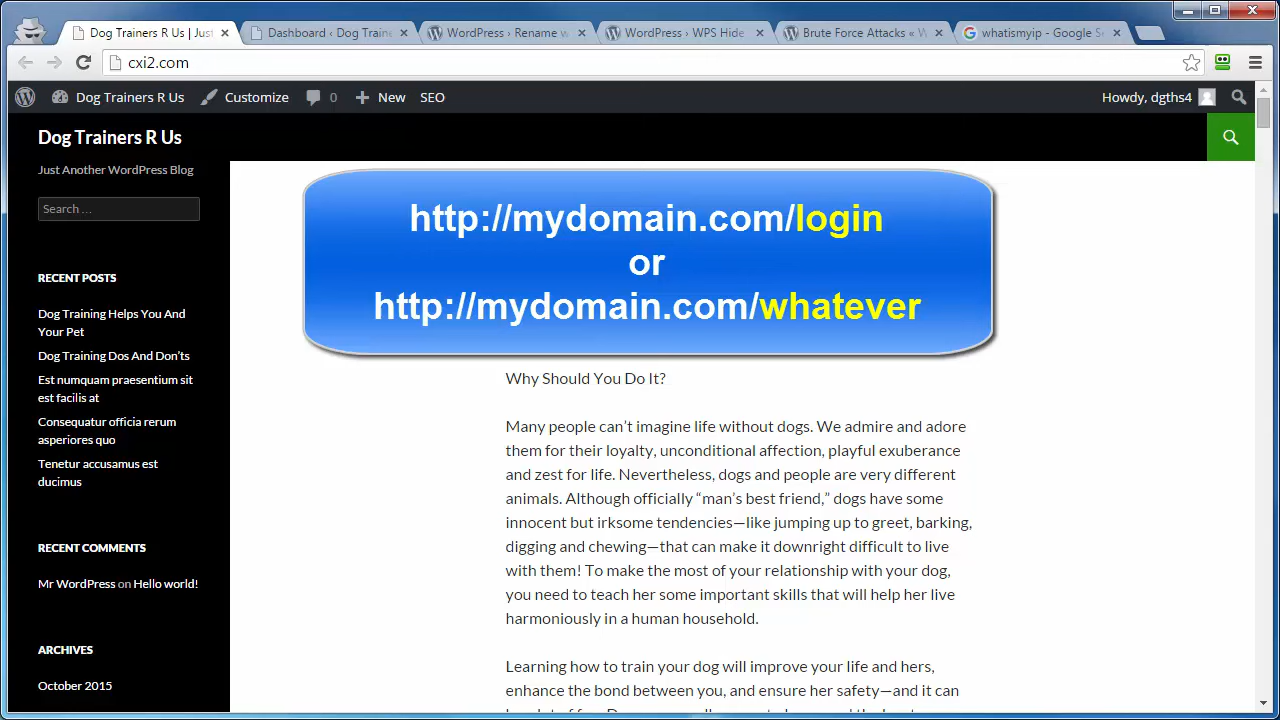 Dog Trainers R Us | Just
Dashboard ‹ Dog Traine
WordPress › Rename w
WordPress › WPS Hide
Brute Force Attacks « W
whatismyip - Google Se
cxi2.com
Dog Trainers R Us
Customize
0
New
SEO
Howdy, dgths4
Dog Trainers R Us
Just Another WordPress Blog
Search …
RECENT POSTS
Dog Training Helps You And
Your Pet
Dog Training Dos And Don’ts
Est numquam praesentium sit
est facilis at
Consequatur officia rerum
asperiores quo
Tenetur accusamus est
ducimus
RECENT COMMENTS
Mr WordPress on Hello world!
ARCHIVES
October 2015
http://mydomain.com/login
or
http://mydomain.com/whatever
Why Should You Do It?
Many people can’t imagine life without dogs. We admire and adore
them for their loyalty, unconditional affection, playful exuberance
and zest for life. Nevertheless, dogs and people are very different
animals. Although officially “man’s best friend,” dogs have some
innocent but irksome tendencies—like jumping up to greet, barking,
digging and chewing—that can make it downright difficult to live
with them! To make the most of your relationship with your dog,
you need to teach her some important skills that will help her live
harmoniously in a human household.
Learning how to train your dog will improve your life and hers,
enhance the bond between you, and ensure her safety—and it can